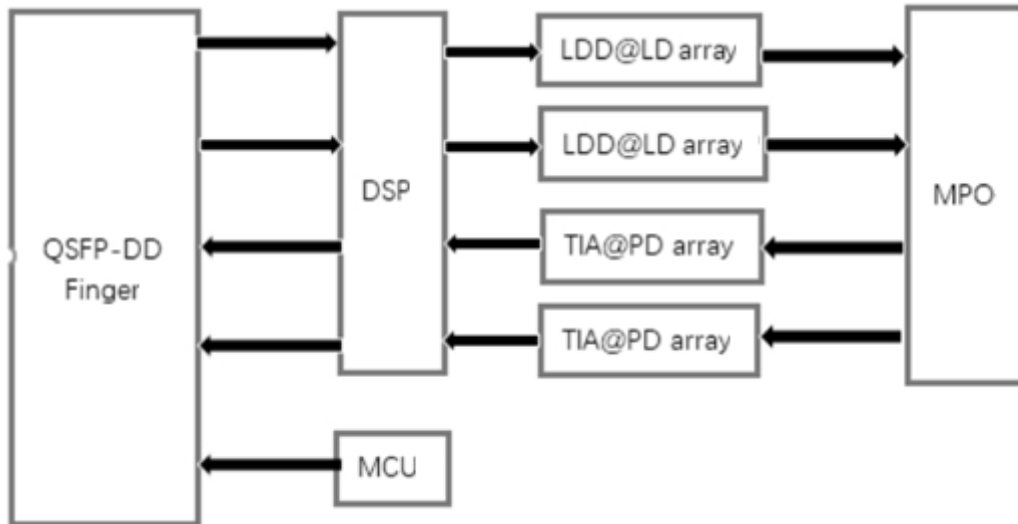 LDD@LD array
LDD@LD array
DSP
MPO
QSFP-DD
Finger
TIA@PD array
TIA@PD array
MCU